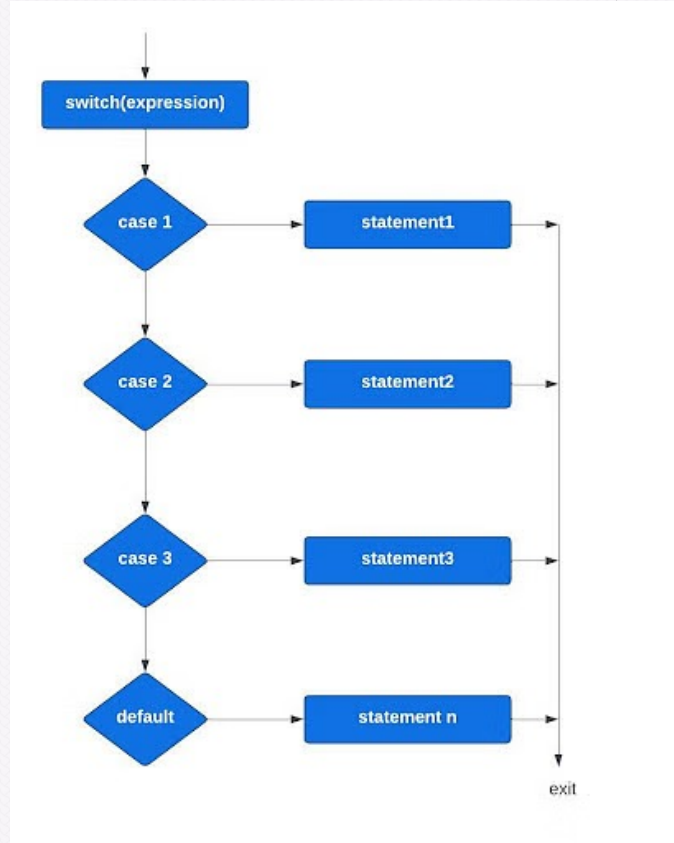 switch(expression)
case 1
statement1
case 2
statement2
case 3
statement3
default
statement n
exit